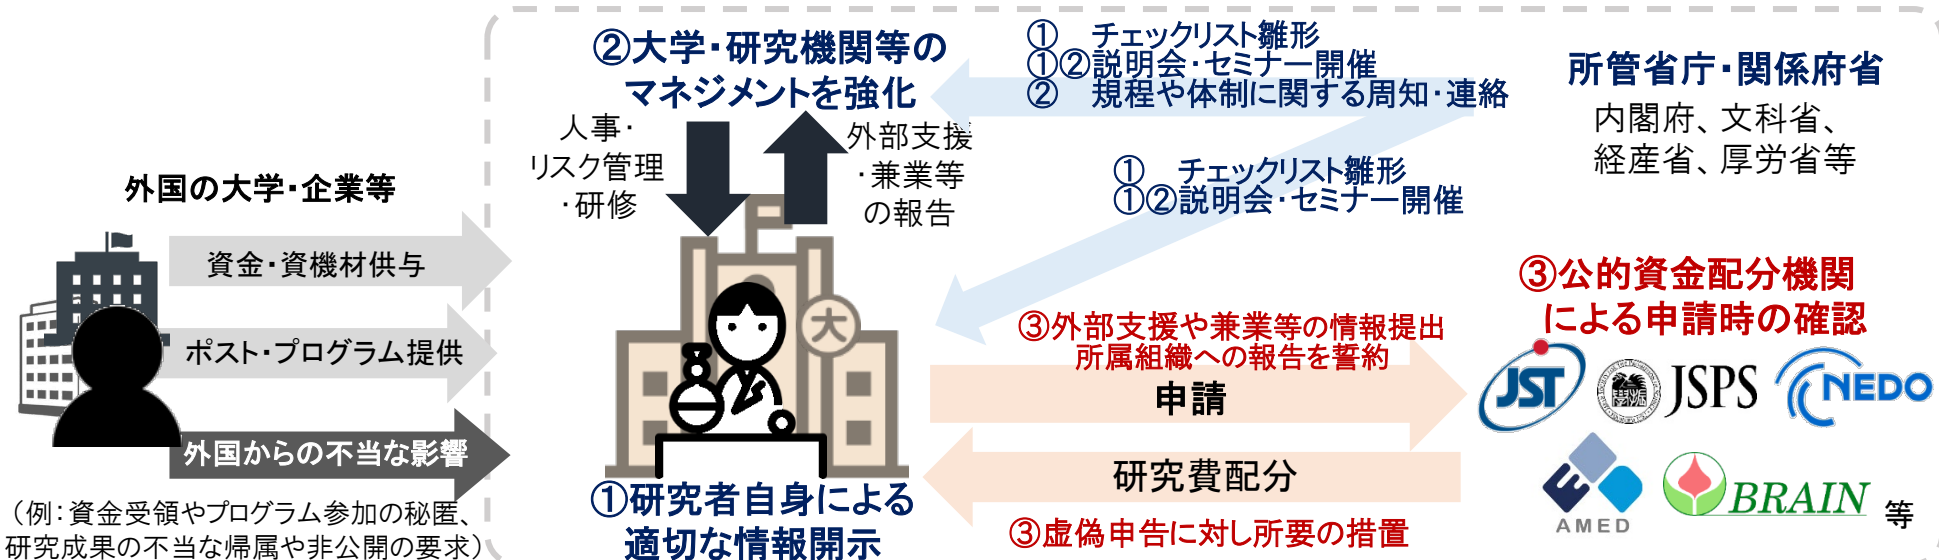 ②大学・研究機関等の
マネジメントを強化
① チェックリスト雛形
①②説明会・セミナー開催
② 規程や体制に関する周知・連絡
所管省庁・関係府省
内閣府、文科省、
経産省、厚労省等
人事・
リスク管理
・研修
外部支援
・兼業等
の報告
① チェックリスト雛形
①②説明会・セミナー開催
外国の大学・企業等
資金・資機材供与
ポスト・プログラム提供
外国からの不当な影響
（例：資金受領やプログラム参加の秘匿、
研究成果の不当な帰属や非公開の要求）
大
①研究者自身による
適切な情報開示
③外部支援や兼業等の情報提出
所属組織への報告を誓約
申請
研究費配分
③虚偽申告に対し所要の措置
③公的資金配分機関
による申請時の確認
JST
JSPS
NEDO
AMED
BRAIN 等